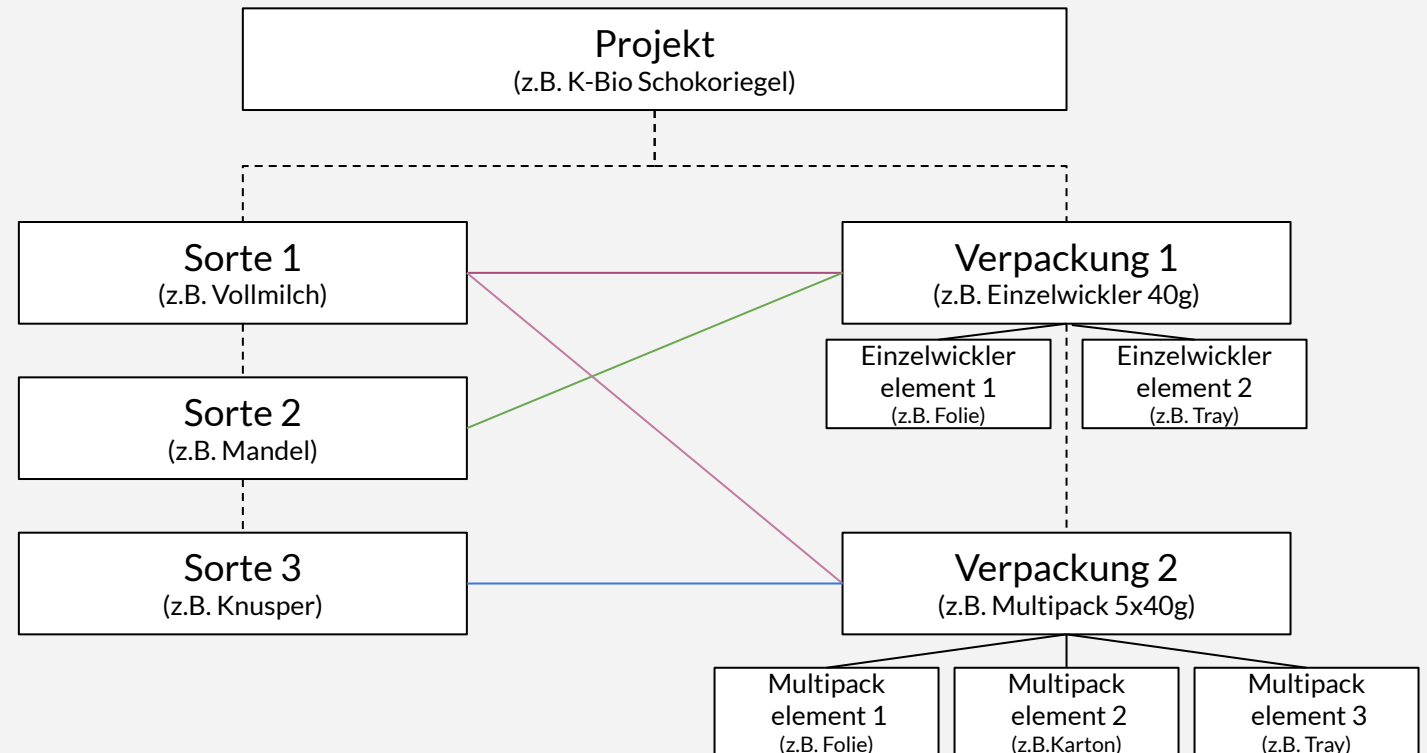 Projekt
(z.B. K-Bio Schokoriegel)
Sorte 1
(z.B. Vollmilch)
Verpackung 1
(z.B. Einzelwickler 40g)
Einzelwickler
element 1
(z.B. Folie)
Einzelwickler
element 2
(z.B. Tray)
Sorte 2
(z.B. Mandel)
Sorte 3
(z.B. Knusper)
Verpackung 2
(z.B. Multipack 5x40g)
Multipack
element 1
(z.B. Folie)
Multipack
element 2
(z.B.Karton)
Multipack
element 3
(z.B. Tray)